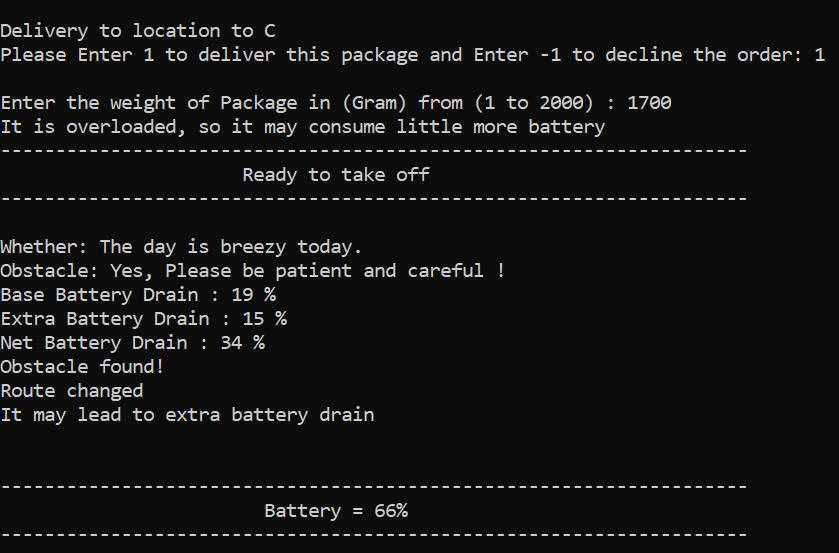 Delivery to location to C
Please Enter 1 to deliver this package and Enter -1 to decline the order: 1
Enter the weight of Package in (Gram) from (1 to 2000) : 1700
It is overloaded, so it may consume little more battery
--------------------------------------------------------------------
Ready to take off
--------------------------------------------------------------------
Whether: The day is breezy today.
Obstacle: Yes, Please be patient and careful !
Base Battery Drain : 19 %
Extra Battery Drain : 15 %
Net Battery Drain : 34 %
Obstacle found!
Route changed
It may lead to extra battery drain
--------------------------------------------------------------------
Battery = 66%
--------------------------------------------------------------------